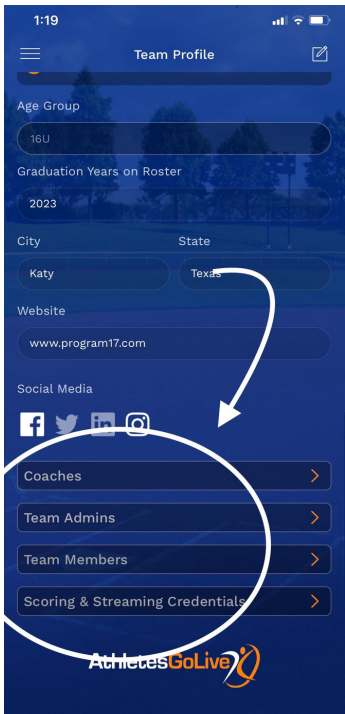 1:19
Team Profile
Age Group
16U
Graduation Years on Roster
2023
City State
Katy Texas
Website
www.program17.com
Social Media
Coaches
Team Admins
Team Members
Scoring & Streaming Credentials
AthletesGoLive